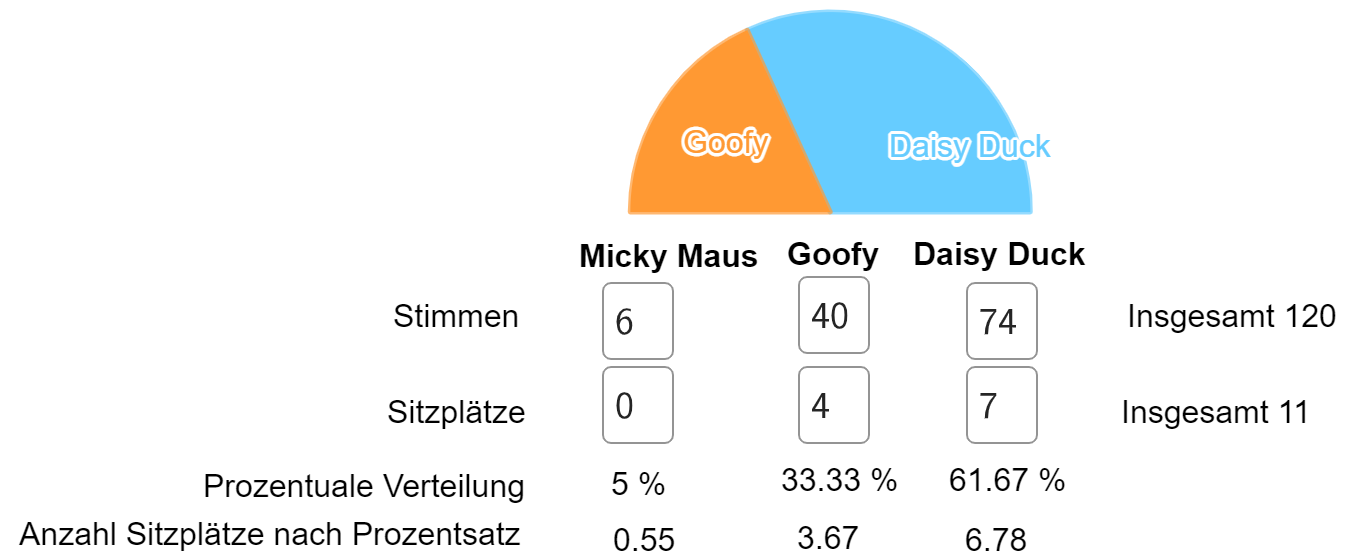 Goofy Daisy Duck
Micky Maus Goofy Daisy Duck
Stimmen 6 40 74 Insgesamt 120
Sitzplätze 0 4 7 Insgesamt 11
Prozentuale Verteilung 5 % 33.33 % 61.67 %
Anzahl Sitzplätze nach Prozentsatz 0.55 3.67 6.78